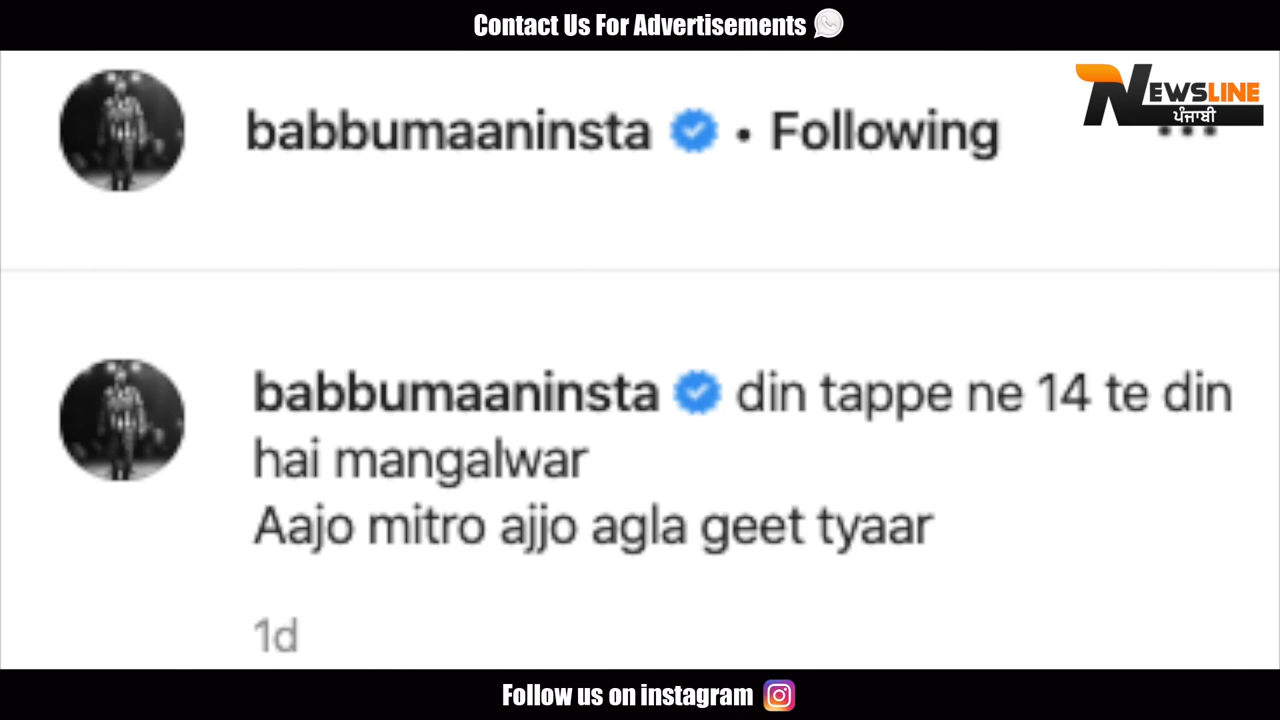 Contact Us For Advertisements
NEWSLINE
ਪੰਜਾਬੀ
babbumaaninsta • Following
babbumaaninsta din tappe ne 14 te din
hai mangalwar
Aajo mitro ajjo agla geet tyaar
1d
Follow us on instagram